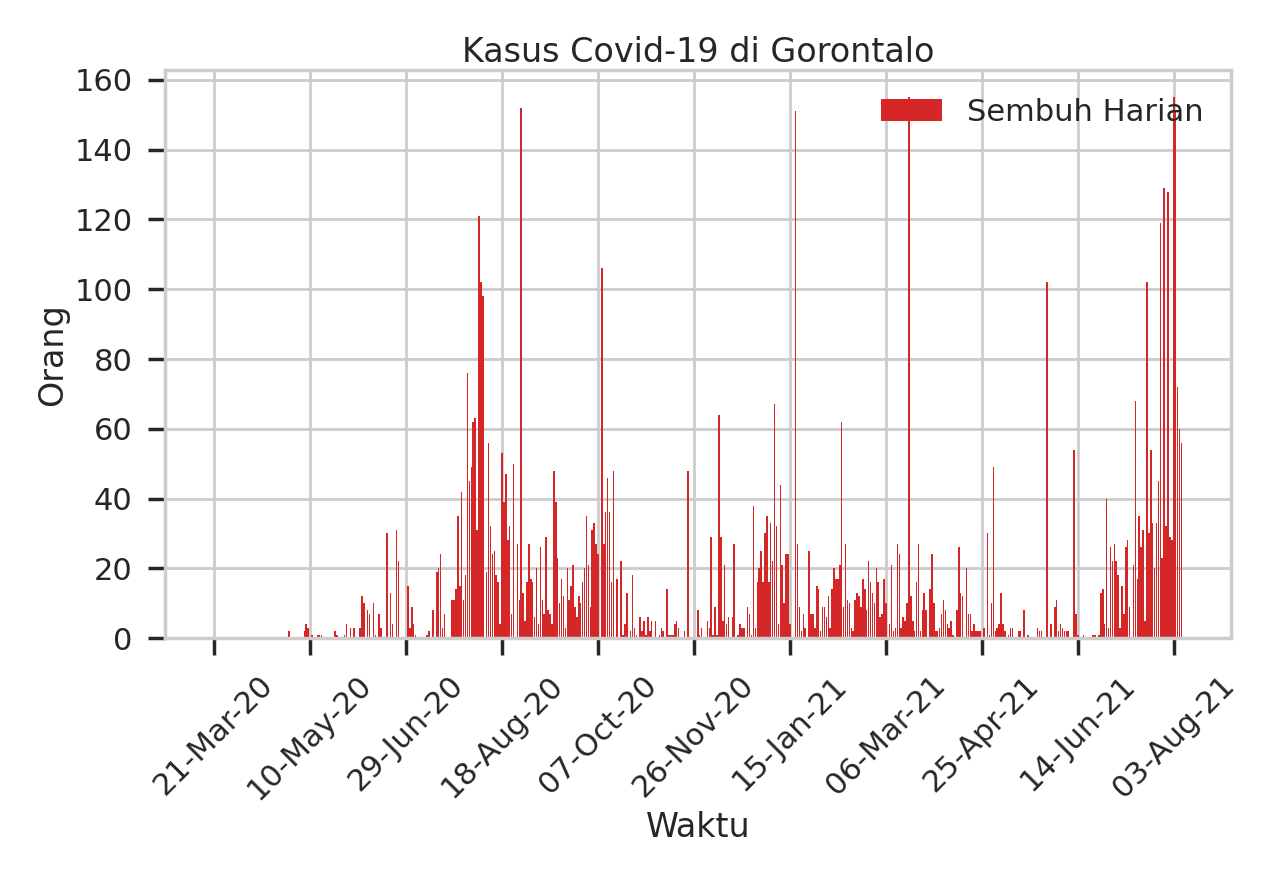 Kasus Covid-19 di Gorontalo
Sembuh Harian
Orang
160
140
120
100
80
60
40
20
0
21-Mar-20
10-May-20
29-Jun-20
18-Aug-20
07-Oct-20
26-Nov-20
15-Jan-21
06-Mar-21
25-Apr-21
14-Jun-21
03-Aug-21
Waktu